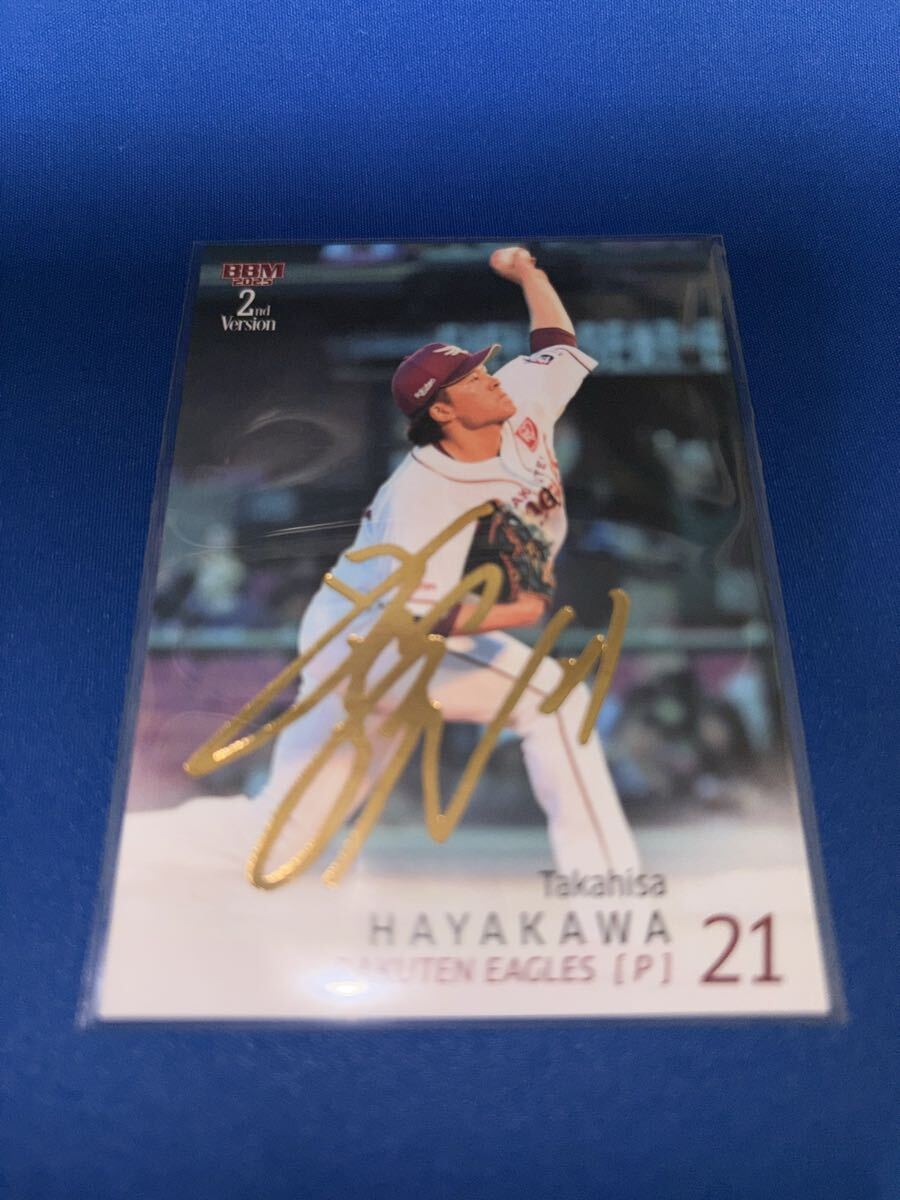 BBM
2025
2nd
Version
Takahisa
HAYAKAWA
RAKUTEN EAGLES [P] 21